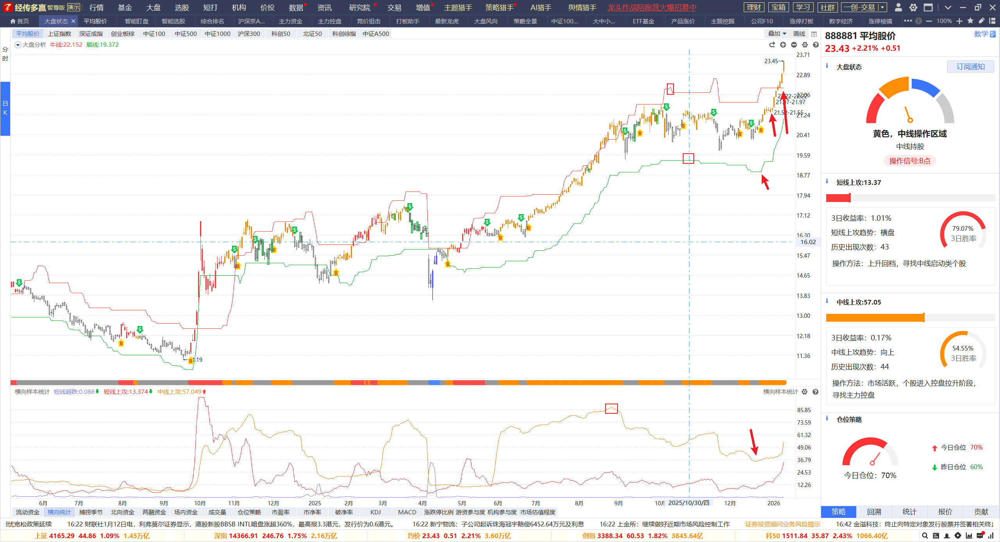 经传多赢 智尊版 演示 行情 基金 大盘 选股 短打 机构 价投 数据 资讯 研究院 交易 增值 主题猎手 策略猎手 AI猎手 舆情猎手 龙头作战陪跑营火爆招募中 理财 宝箱 学习 社群 一创-交易
首页 大盘状态 平均股价 智能盯盘 智能选股 综合排名 沪深京A... 主力资金 主力控盘 竞价狙击 打板助手 最新龙虎 大盘风向 策略全景 中证100... 大中小... ETF基金 产品涨价 主题挖掘 公司F10 涨停打板 数字经济 涨停棱镜 100%
平均股价 上证指数 深证成指 创业板综 中证100 中证500 中证1000 沪深300 科创50 北证50 科创综指 中证A500 叠加 画线
大盘分析 牛线:22.152 熊线:19.372
分时
日K
23.71
23.45→
22.89
22.06
21.97-21.97
21.52-21.55
21.24
20.41
19.59
18.77
17.94
17.12
16.30
16.02
15.47
14.65
13.83
13.00
12.18
11.36
横向样本统计 短线超跌:0.088 短线上攻:13.374 中线上攻:57.049 横向样本统计
85.85
73.59
61.32
49.06
36.79
24.53
12.26
6月 7月 8月 9月 10月 11月 12月 2025 2月 3月 4月 5月 6月 7月 8月 9月 2025/10/30/四 12月 2026
流动资金 横向统计 捕捞季节 北向资金 两融资金 场内资金 成交量 仓位策略 市盈率 市净率 破净率 KDJ MACD 涨跌停比例 游资参与度 机构参与度 市场估值程度
888881 平均股价 教学
23.43 +2.21% +0.51
大盘状态 订阅通知
黄色，中线操作区域
中线持股
操作信号:B点
短线上攻:13.37
3日收益率：1.01%
短线上攻趋势：横盘
历史出现次数：43
79.07%
3日胜率
操作方法：上升回档，寻找中线启动类个股
中线上攻:57.05
3日收益率：0.17%
中线上攻趋势：向上
历史出现次数：44
54.55%
3日胜率
操作方法：市场活跃，个股进入控盘拉升阶段，
寻找主力控盘
仓位策略
今日仓位 70%
昨日仓位 60%
今日仓位：70%
策略 回溯 统计 报价 贡献
担忧宽松政策延续 16:22 财联社1月12日电，利弗莫尔证券显示，港股新股BBSB INTL暗盘涨超360%，最高报3.3港元，发行价为0.6港元。 16:22 新宁物流：子公司起诉珠海冠宇赔偿6452.64万元及利息 16:22 上金所：继续做好近期市场风险控制工作 证券投资顾问业务风险提示 16:42 金溢科技：终止向特定对象发行股票并签署相关终止
上证 4165.29 44.86 1.09% 1.45万亿 深指 14366.91 246.76 1.75% 2.16万亿 均价 23.43 0.51 2.21% 3.60万亿 创指 3388.34 60.53 1.82% 3845.64亿 科50 1511.84 35.87 2.43% 1066.40亿